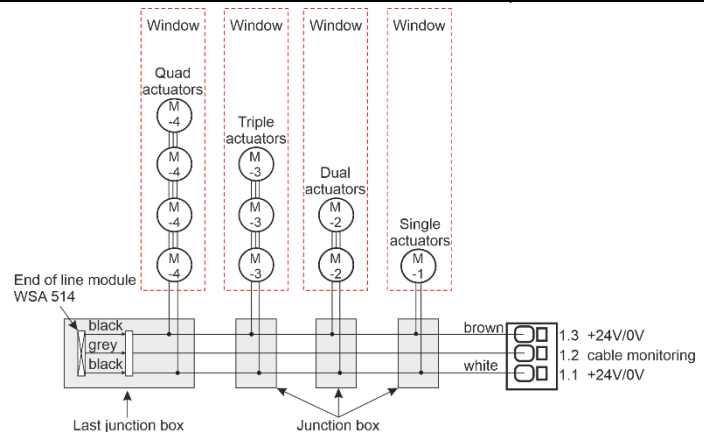 Window
Window
Window
Window
Quad
actuators
M
-4
M
-4
M
-4
M
-4
Triple
actuators
M
-3
M
-3
M
-3
Dual
actuators
M
-2
M
-2
Single
actuators
M
-1
End of line module
WSA 514
black
grey
black
brown
white
1.3 +24V/0V
1.2 cable monitoring
1.1 +24V/0V
Last junction box
Junction box